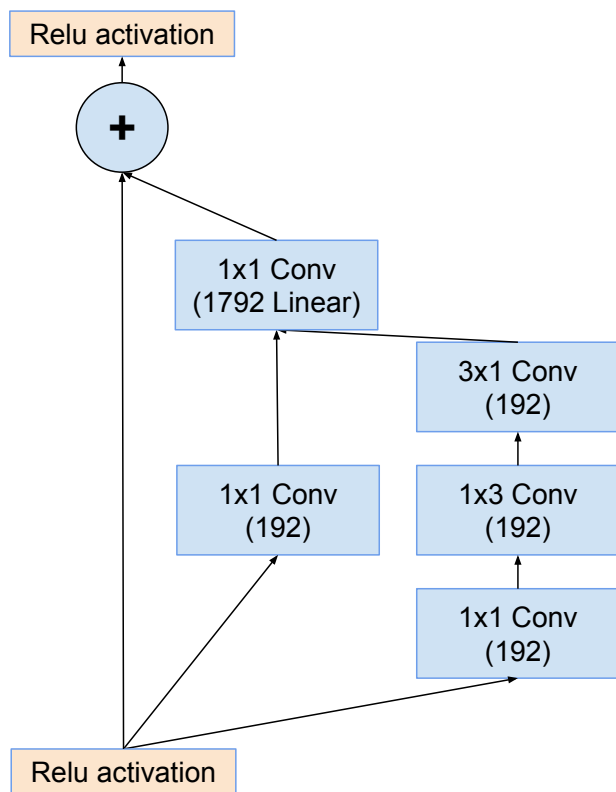 Relu activation
+
1x1 Conv
(1792 Linear)
3x1 Conv
(192)
1x1 Conv
(192)
1x3 Conv
(192)
1x1 Conv
(192)
Relu activation